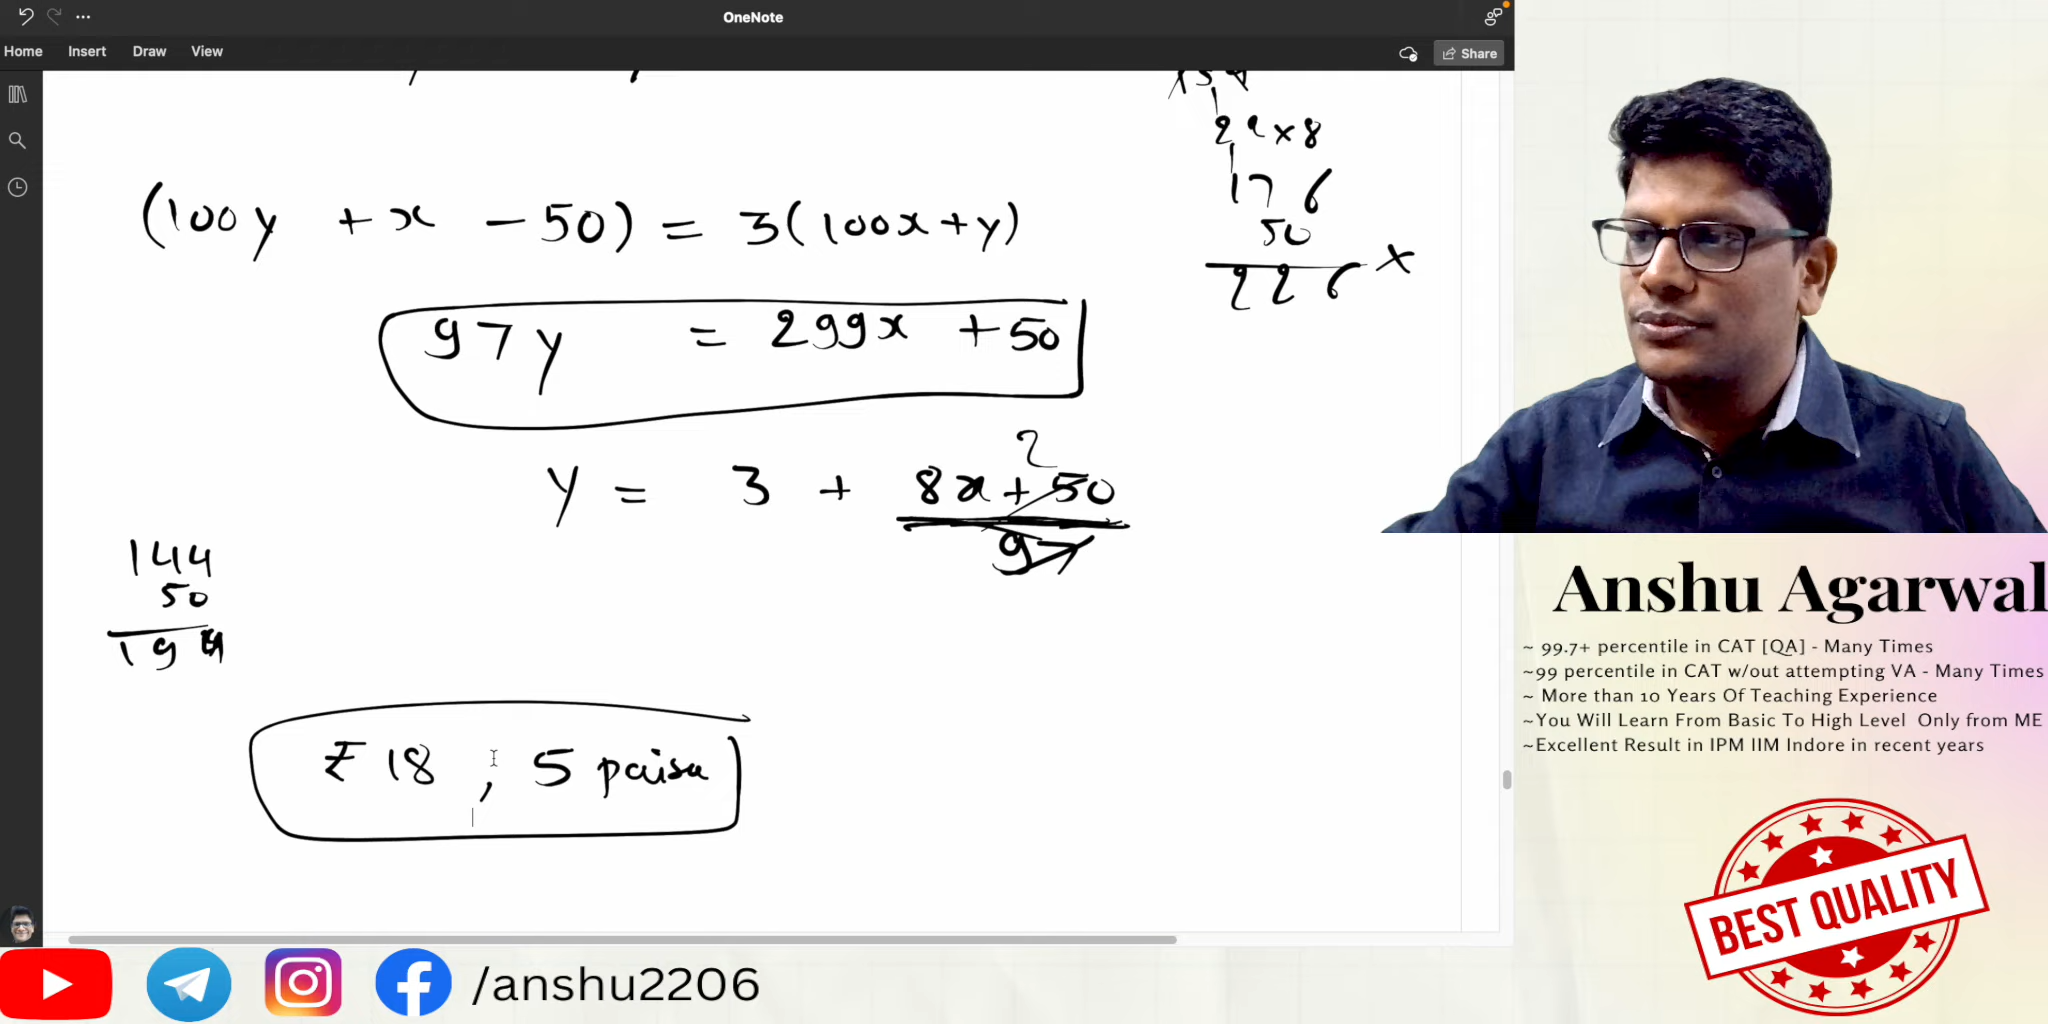 OneNote
Home Insert Draw View
Share
22 x 8
176
50
226 x
(100y + x - 50) = 3(100x + y)
97y = 299x + 50
2
y = 3 + 8x + 50
97
144
50
194
₹ 18 , 5 paisa
Anshu Agarwal
~ 99.7+ percentile in CAT [QA] - Many Times
~99 percentile in CAT w/out attempting VA - Many Times
~ More than 10 Years Of Teaching Experience
~You Will Learn From Basic To High Level Only from ME
~Excellent Result in IPM IIM Indore in recent years
BEST QUALITY
/anshu2206